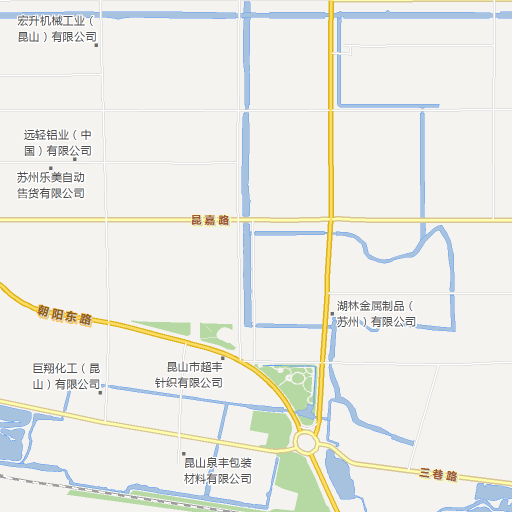 宏升机械工业（
昆山）有限公司
远轻铝业（中
国）有限公司
苏州乐美自动
售货有限公司
昆嘉路
朝阳东路
湖林金属制品（
苏州）有限公司
昆山市超丰
针织有限公司
巨翔化工（昆
山）有限公司
昆山泉丰包装
材料有限公司
三巷路